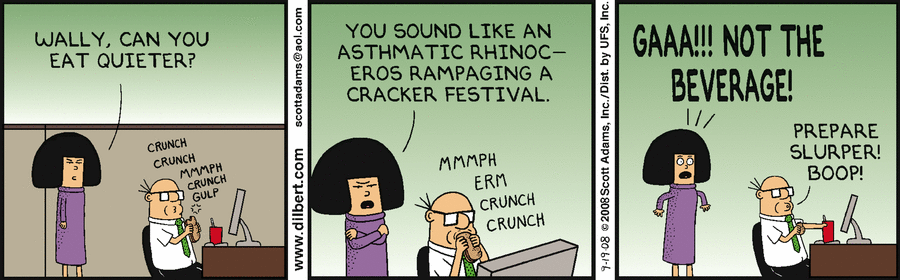 WALLY, CAN YOU
EAT QUIETER?
CRUNCH
CRUNCH
MMMPH
CRUNCH
GULP
www.dilbert.com
scottadams@aol.com
YOU SOUND LIKE AN
ASTHMATIC RHINOC-
EROS RAMPAGING A
CRACKER FESTIVAL.
MMMPH
ERM
CRUNCH
CRUNCH
9-19-08 © 2008 Scott Adams, Inc./Dist. by UFS, Inc.
GAAA!!! NOT THE
BEVERAGE!
PREPARE
SLURPER!
BOOP!